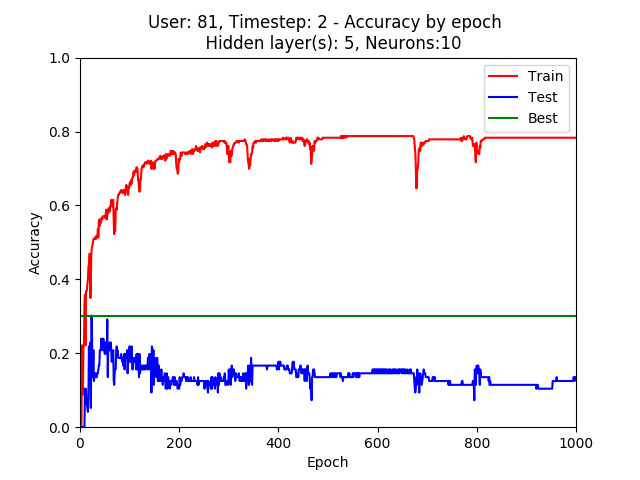 User: 81, Timestep: 2 - Accuracy by epoch
Hidden layer(s): 5, Neurons:10
1.0
Train
Test
Best
0.8
0.6
Accuracy
0.4
0.2
0.0
0 200 400 600 800 1000
Epoch